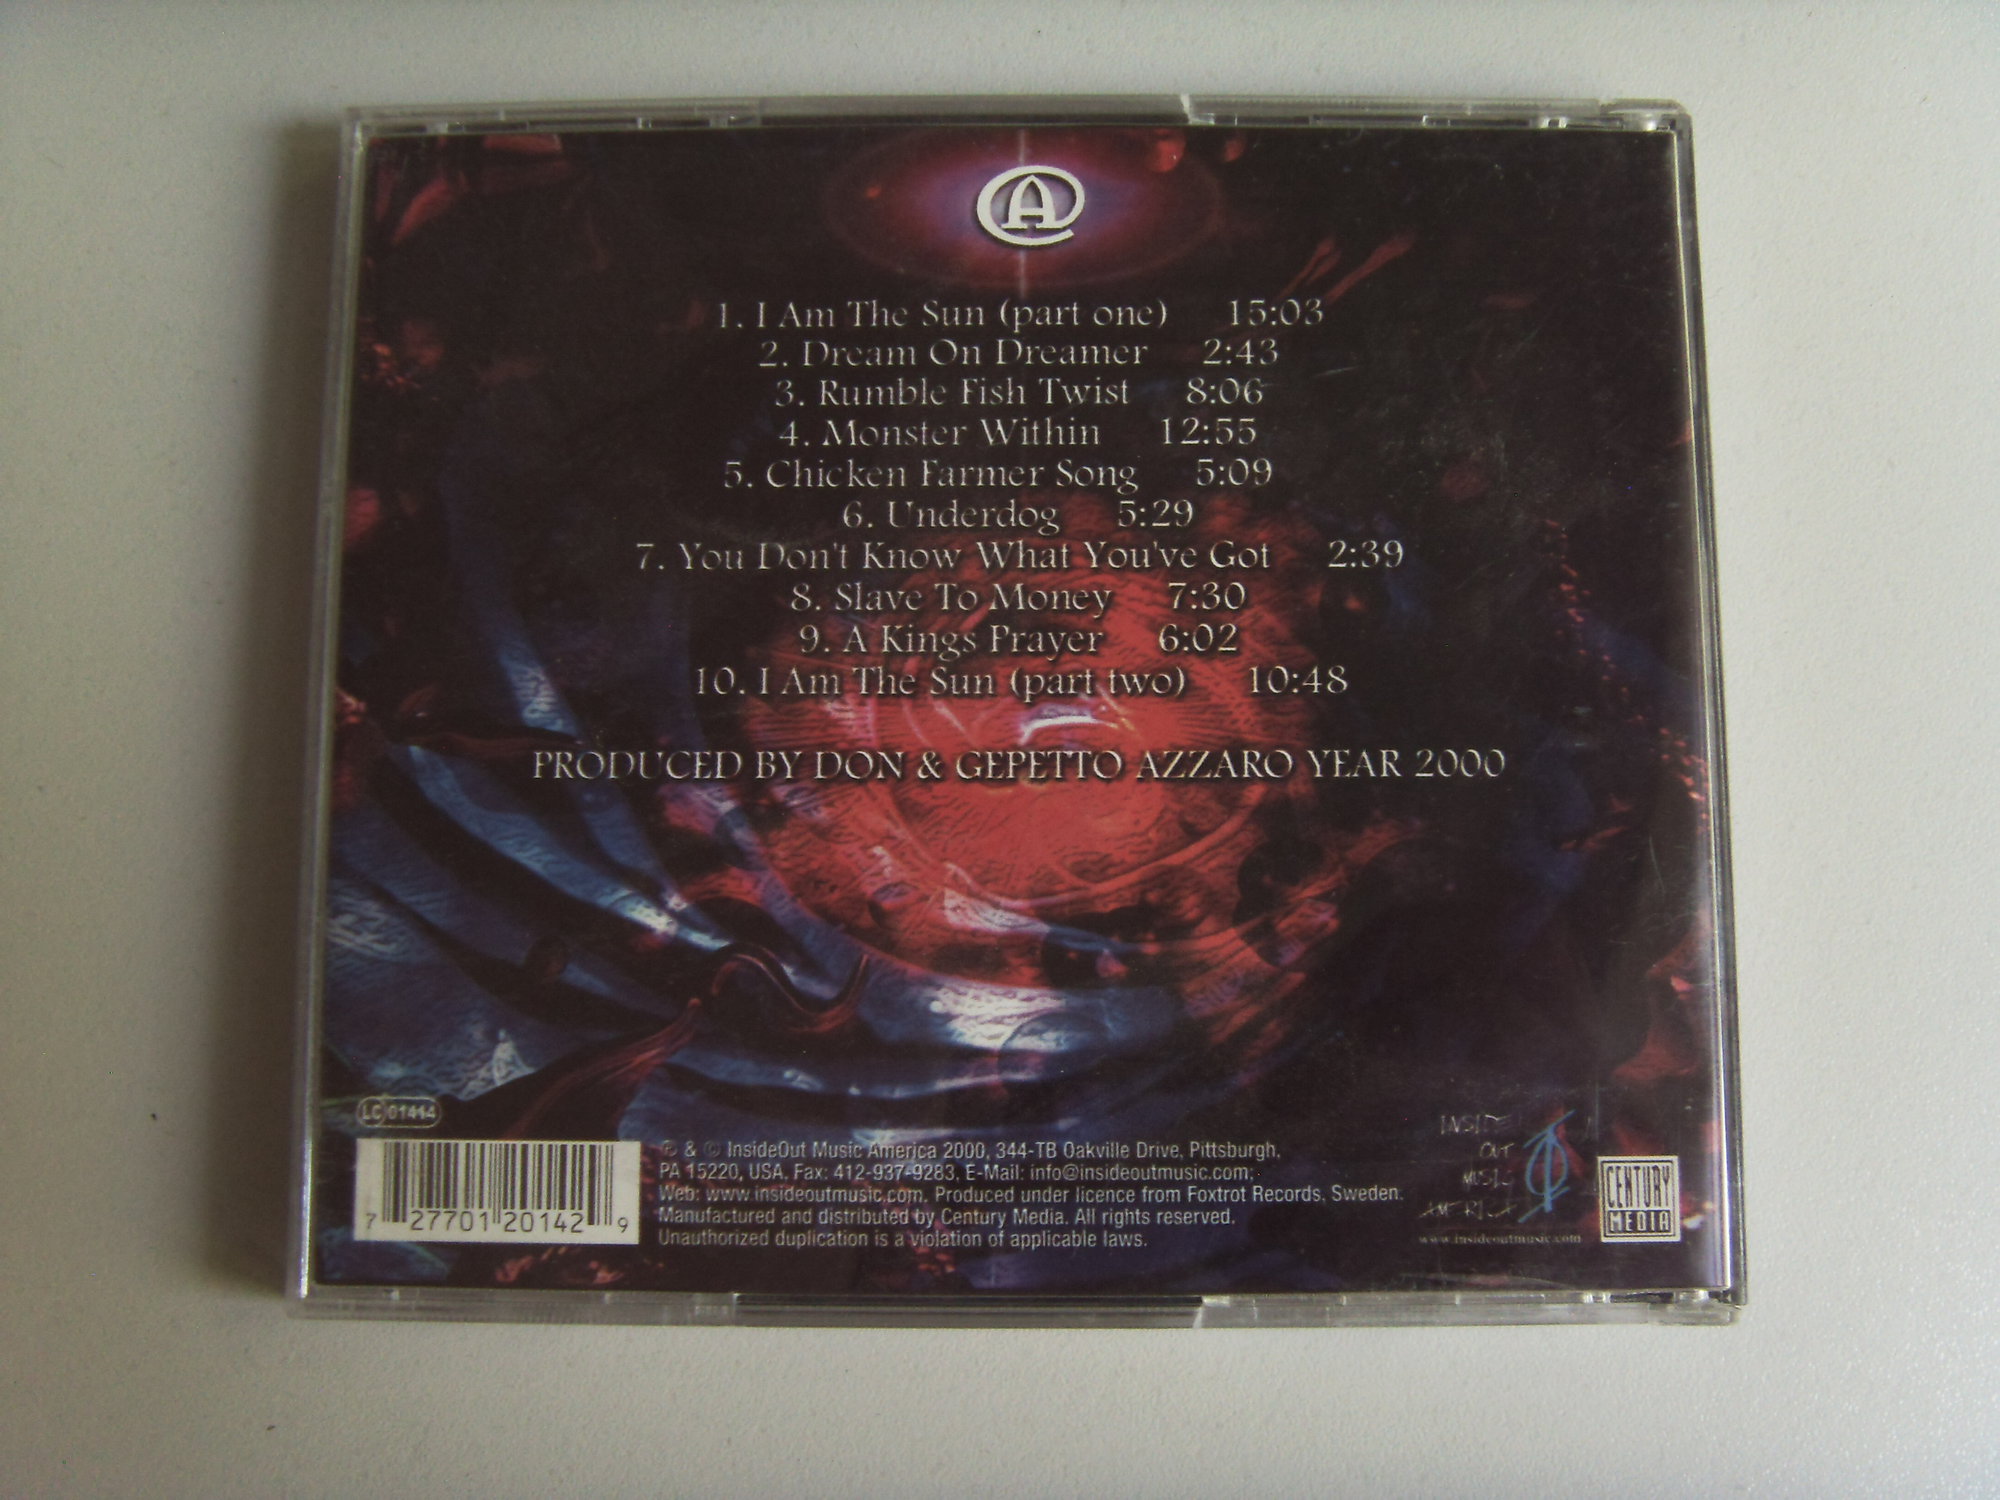 A
1. I Am The Sun (part one) 15:03
2. Dream On Dreamer 2:43
3. Rumble Fish Twist 8:06
4. Monster Within 12:55
5. Chicken Farmer Song 5:09
6. Underdog 5:29
7. You Don't Know What You've Got 2:39
8. Slave To Money 7:30
9. A Kings Prayer 6:02
10. I Am The Sun (part two) 10:48
PRODUCED BY DON & GEPETTO AZZARO YEAR 2000
LC 01414
7 27701 20142 9
℗ & © InsideOut Music America 2000, 344-TB Oakville Drive, Pittsburgh,
PA 15220, USA, Fax: 412-937-9283, E-Mail: info@insideoutmusic.com;
Web: www.insideoutmusic.com. Produced under licence from Foxtrot Records, Sweden.
Manufactured and distributed by Century Media. All rights reserved.
Unauthorized duplication is a violation of applicable laws.
INSIDE
OUT
MUSIC
AMERICA
www.insideoutmusic.com
CENTURY
MEDIA